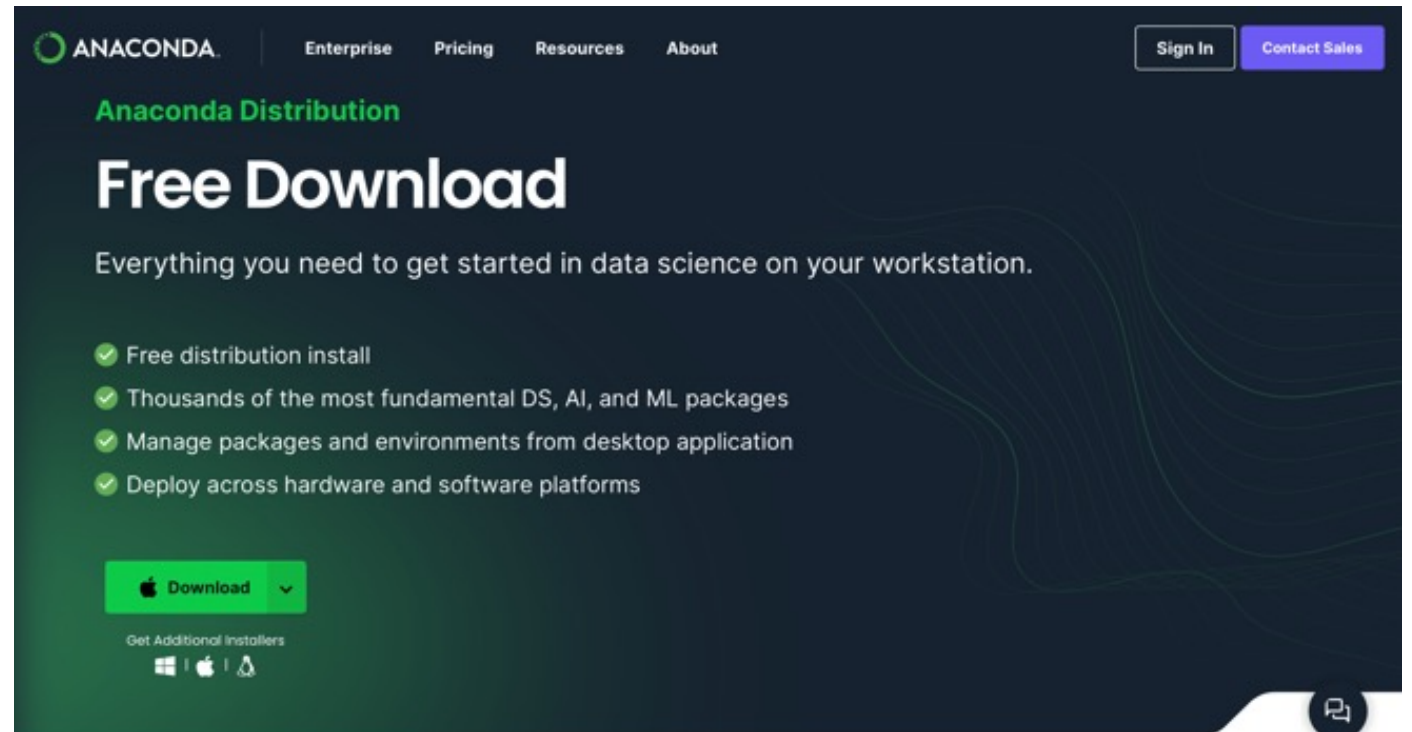 ANACONDA.
Enterprise Pricing Resources About
Sign In Contact Sales
Anaconda Distribution
Free Download
Everything you need to get started in data science on your workstation.
Free distribution install
Thousands of the most fundamental DS, AI, and ML packages
Manage packages and environments from desktop application
Deploy across hardware and software platforms
Download
Get Additional Installers